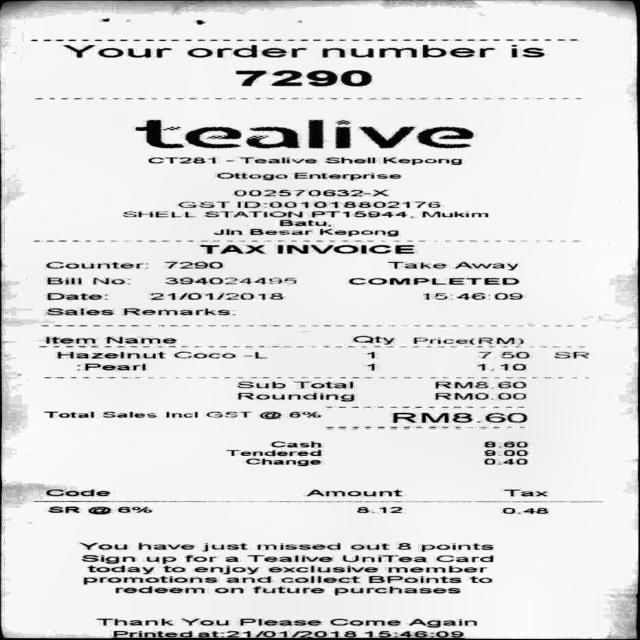 Your order number is
7290
tealive
CT281 - Tealive Shell Kepong
Ottogo Enterprise
002570632-X
GST ID:001018802176
SHELL STATION PT15944, Mukim
Batu,
Jln Besar Kepong
TAX INVOICE
Counter: 7290 Take Away
Bill No: 394024495 COMPLETED
Date: 21/01/2018 15:46:09
Sales Remarks:
Item Name Qty Price(RM)
Hazelnut Coco -L 1 7.50 SR
:Pearl 1 1.10
Sub Total RM8.60
Rounding RM0.00
Total Sales Incl GST @ 6% RM8.60
Cash 8.60
Tendered 9.00
Change 0.40
Code Amount Tax
SR @ 6% 8.12 0.48
You have just missed out 8 points
Sign up for a Tealive UniTea Card
today to enjoy exclusive member
promotions and collect BPoints to
redeem on future purchases
Thank You Please Come Again
Printed at:21/01/2018 15:46:09